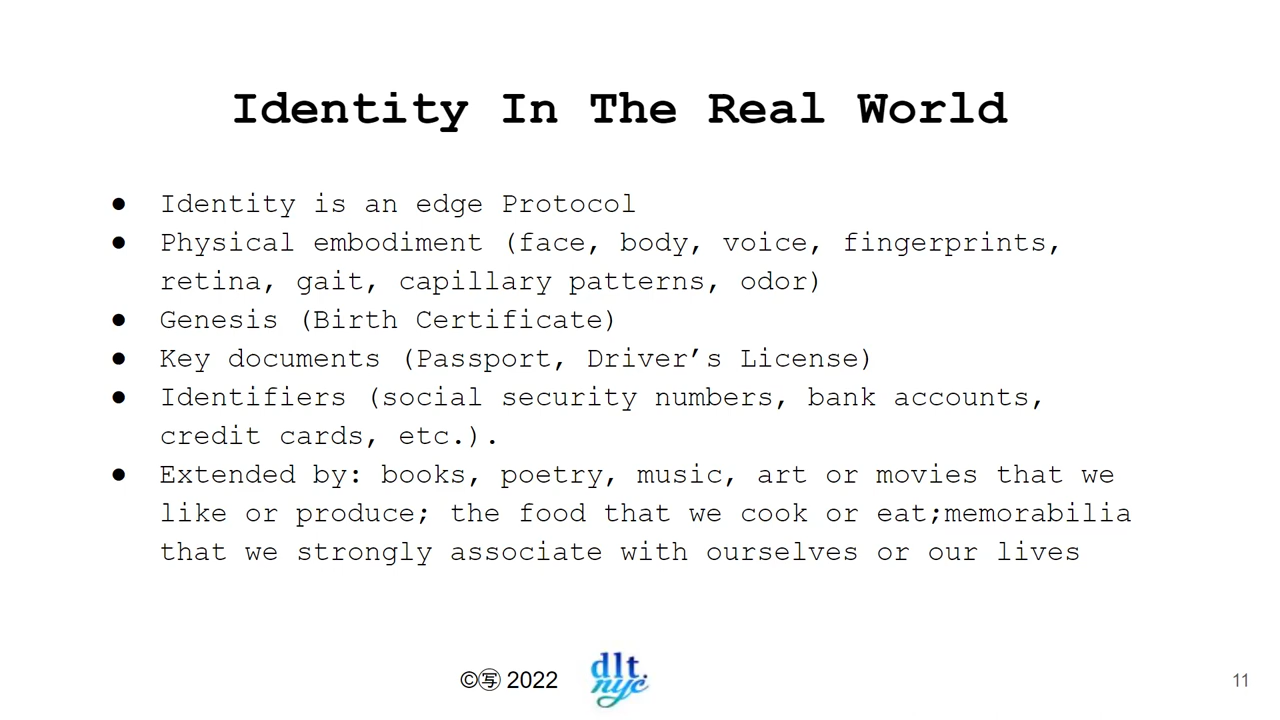 Identity In The Real World
● Identity is an edge Protocol
● Physical embodiment (face, body, voice, fingerprints,
retina, gait, capillary patterns, odor)
● Genesis (Birth Certificate)
● Key documents (Passport, Driver’s License)
● Identifiers (social security numbers, bank accounts,
credit cards, etc.).
● Extended by: books, poetry, music, art or movies that we
like or produce; the food that we cook or eat;memorabilia
that we strongly associate with ourselves or our lives
©㊢ 2022
dlt.
nyc
11